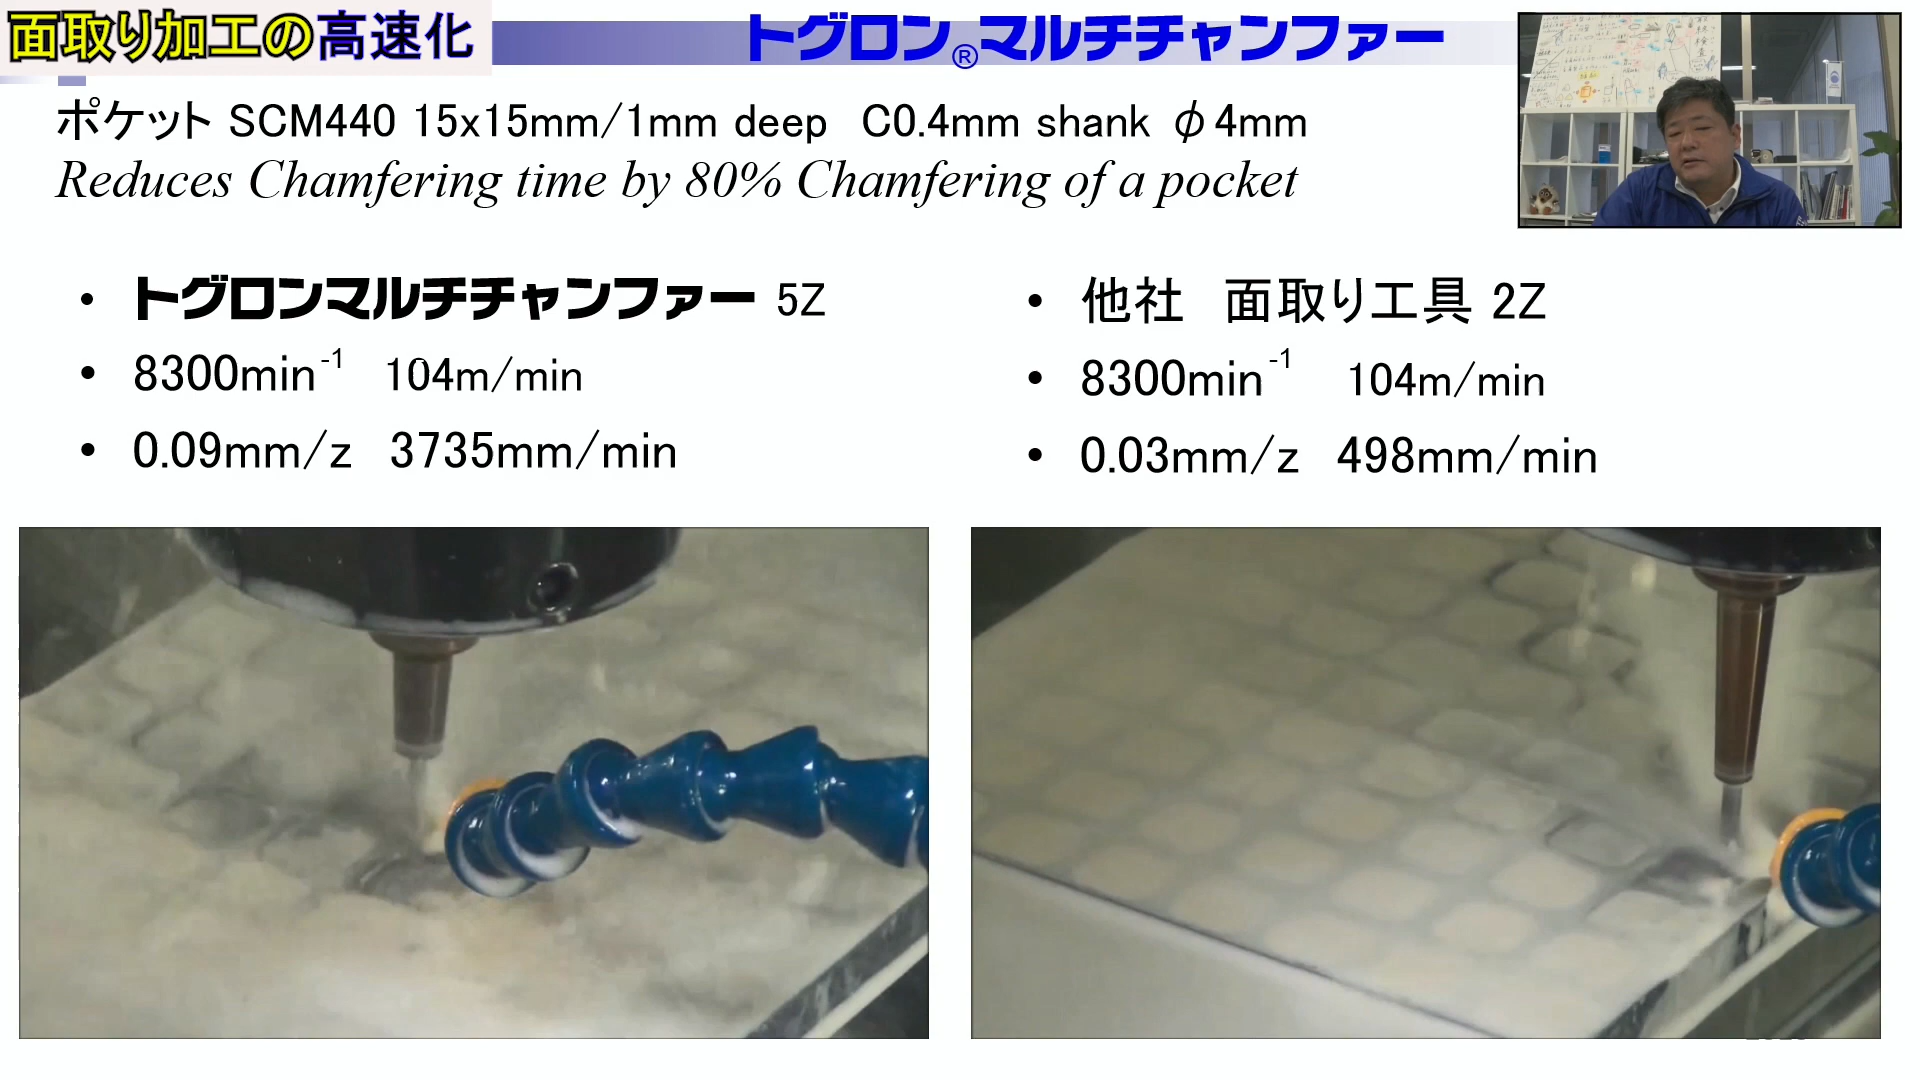 面取り加工の高速化
トグロン®マルチチャンファー
ポケット SCM440 15x15mm/1mm deep C0.4mm shank φ4mm
Reduces Chamfering time by 80% Chamfering of a pocket
• トグロンマルチチャンファー 5Z
• 8300min-1 104m/min
• 0.09mm/z 3735mm/min
• 他社 面取り工具 2Z
• 8300min-1 104m/min
• 0.03mm/z 498mm/min